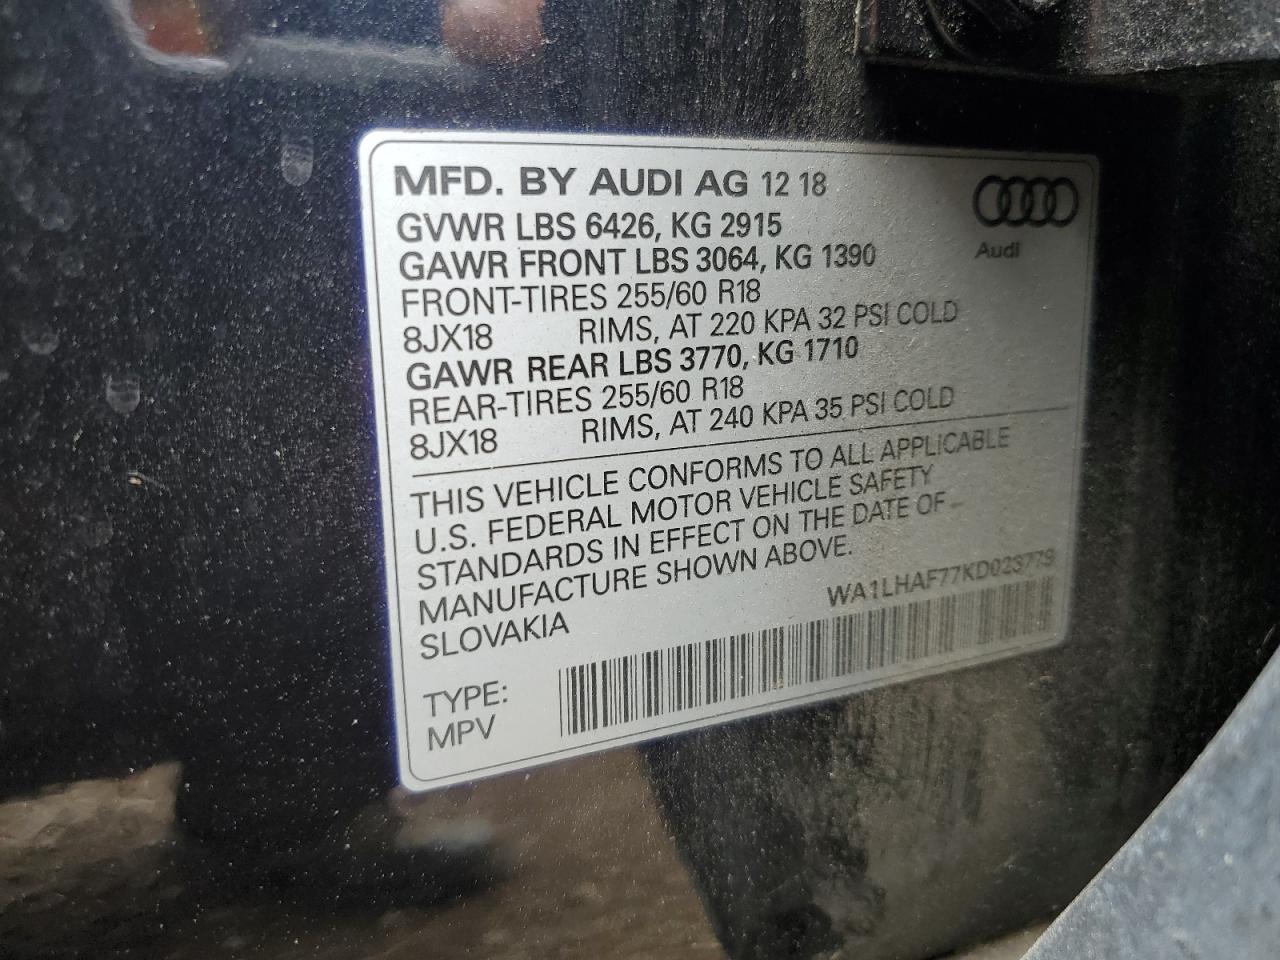 MFD. BY AUDI AG 12 18
GVWR LBS 6426, KG 2915
GAWR FRONT LBS 3064, KG 1390
FRONT-TIRES 255/60 R18
8JX18 RIMS, AT 220 KPA 32 PSI COLD
GAWR REAR LBS 3770, KG 1710
REAR-TIRES 255/60 R18
8JX18 RIMS, AT 240 KPA 35 PSI COLD
Audi
THIS VEHICLE CONFORMS TO ALL APPLICABLE
U.S. FEDERAL MOTOR VEHICLE SAFETY
STANDARDS IN EFFECT ON THE DATE OF
MANUFACTURE SHOWN ABOVE.
SLOVAKIA
WA1LHAF77KD023779
TYPE:
MPV